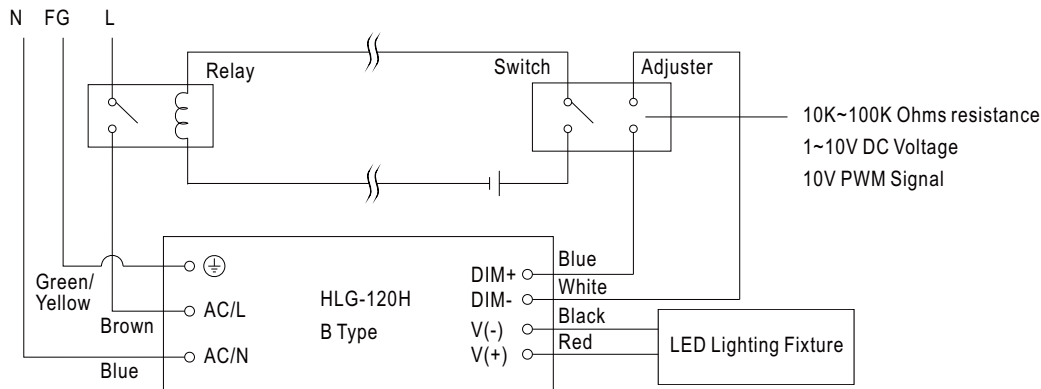 N FG L
Relay
Switch
Adjuster
10K~100K Ohms resistance
1~10V DC Voltage
10V PWM Signal
Green/
Yellow
Brown
Blue
AC/L
AC/N
HLG-120H
B Type
DIM+
DIM-
V(-)
V(+)
Blue
White
Black
Red
LED Lighting Fixture